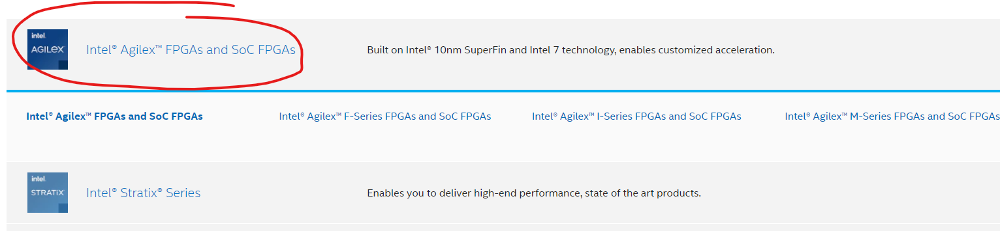 intel.
AGILEX™
Intel® Agilex™ FPGAs and SoC FPGAs
Built on Intel® 10nm SuperFin and Intel 7 technology, enables customized acceleration.
Intel® Agilex™ FPGAs and SoC FPGAs
Intel® Agilex™ F-Series FPGAs and SoC FPGAs
Intel® Agilex™ I-Series FPGAs and SoC FPGAs
Intel® Agilex™ M-Series FPGAs and SoC FPGAs
intel.
STRATIX®
Intel® Stratix® Series
Enables you to deliver high-end performance, state of the art products.